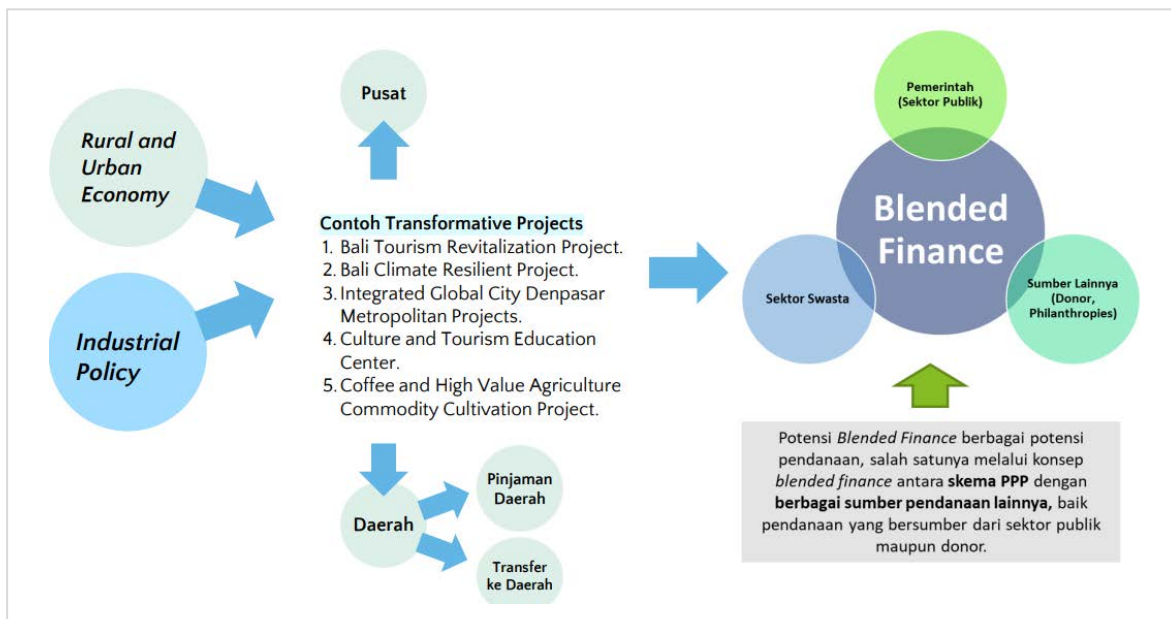 Rural and
Urban
Economy
Industrial
Policy
Pusat
Contoh Transformative Projects
1. Bali Tourism Revitalization Project.
2. Bali Climate Resilient Project.
3. Integrated Global City Denpasar
Metropolitan Projects.
4. Culture and Tourism Education
Center.
5. Coffee and High Value Agriculture
Commodity Cultivation Project.
Daerah
Pinjaman
Daerah
Transfer
ke Daerah
Pemerintah
(Sektor Publik)
Blended
Finance
Sektor Swasta
Sumber Lainnya
(Donor,
Philanthropies)
Potensi Blended Finance berbagai potensi
pendanaan, salah satunya melalui konsep
blended finance antara skema PPP dengan
berbagai sumber pendanaan lainnya, baik
pendanaan yang bersumber dari sektor publik
maupun donor.